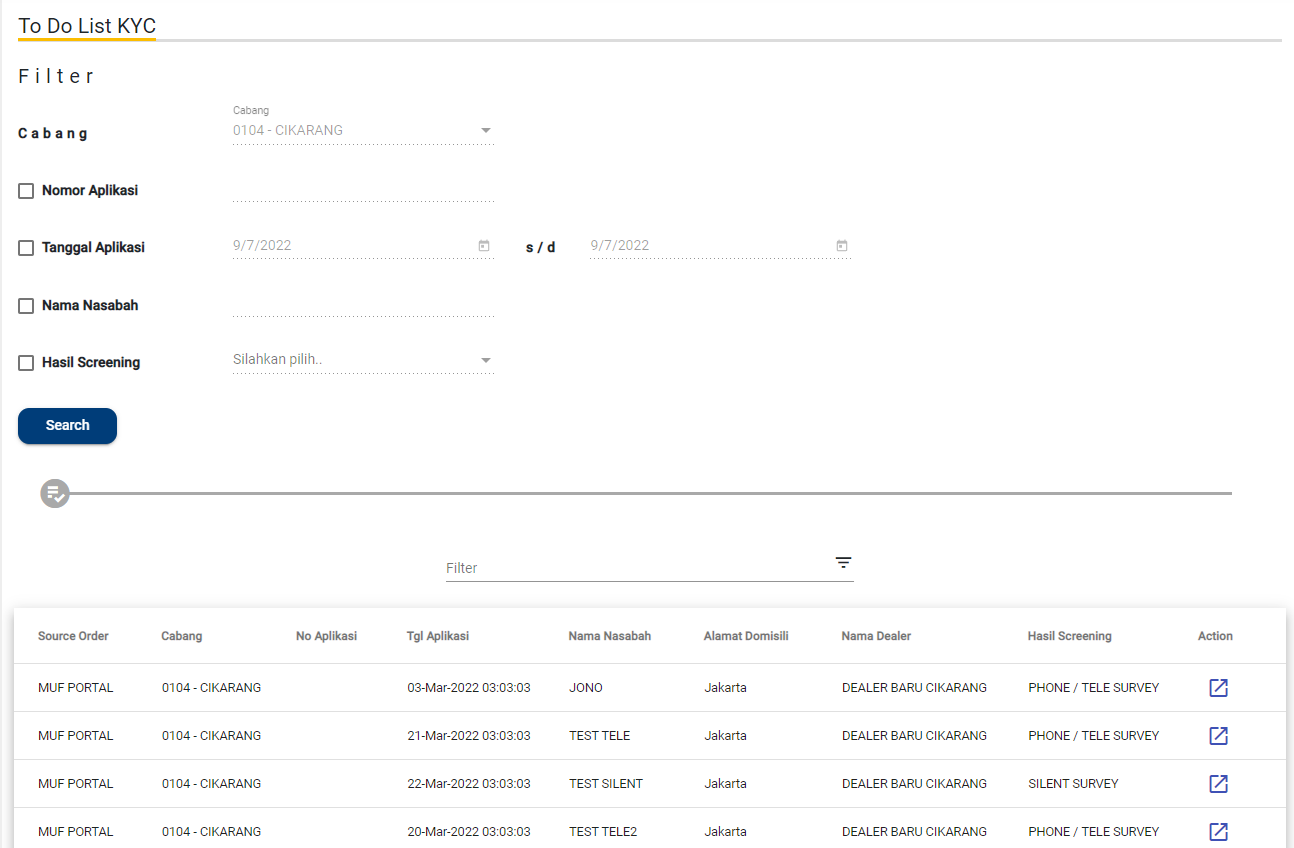 To Do List KYC
Filter
Cabang
Cabang
0104 - CIKARANG
Nomor Aplikasi
Tanggal Aplikasi
9/7/2022
s / d
9/7/2022
Nama Nasabah
Hasil Screening
Silahkan pilih..
Search
Filter
Source Order Cabang No Aplikasi Tgl Aplikasi Nama Nasabah Alamat Domisili Nama Dealer Hasil Screening Action
MUF PORTAL 0104 - CIKARANG 03-Mar-2022 03:03:03 JONO Jakarta DEALER BARU CIKARANG PHONE / TELE SURVEY
MUF PORTAL 0104 - CIKARANG 21-Mar-2022 03:03:03 TEST TELE Jakarta DEALER BARU CIKARANG PHONE / TELE SURVEY
MUF PORTAL 0104 - CIKARANG 22-Mar-2022 03:03:03 TEST SILENT Jakarta DEALER BARU CIKARANG SILENT SURVEY
MUF PORTAL 0104 - CIKARANG 20-Mar-2022 03:03:03 TEST TELE2 Jakarta DEALER BARU CIKARANG PHONE / TELE SURVEY